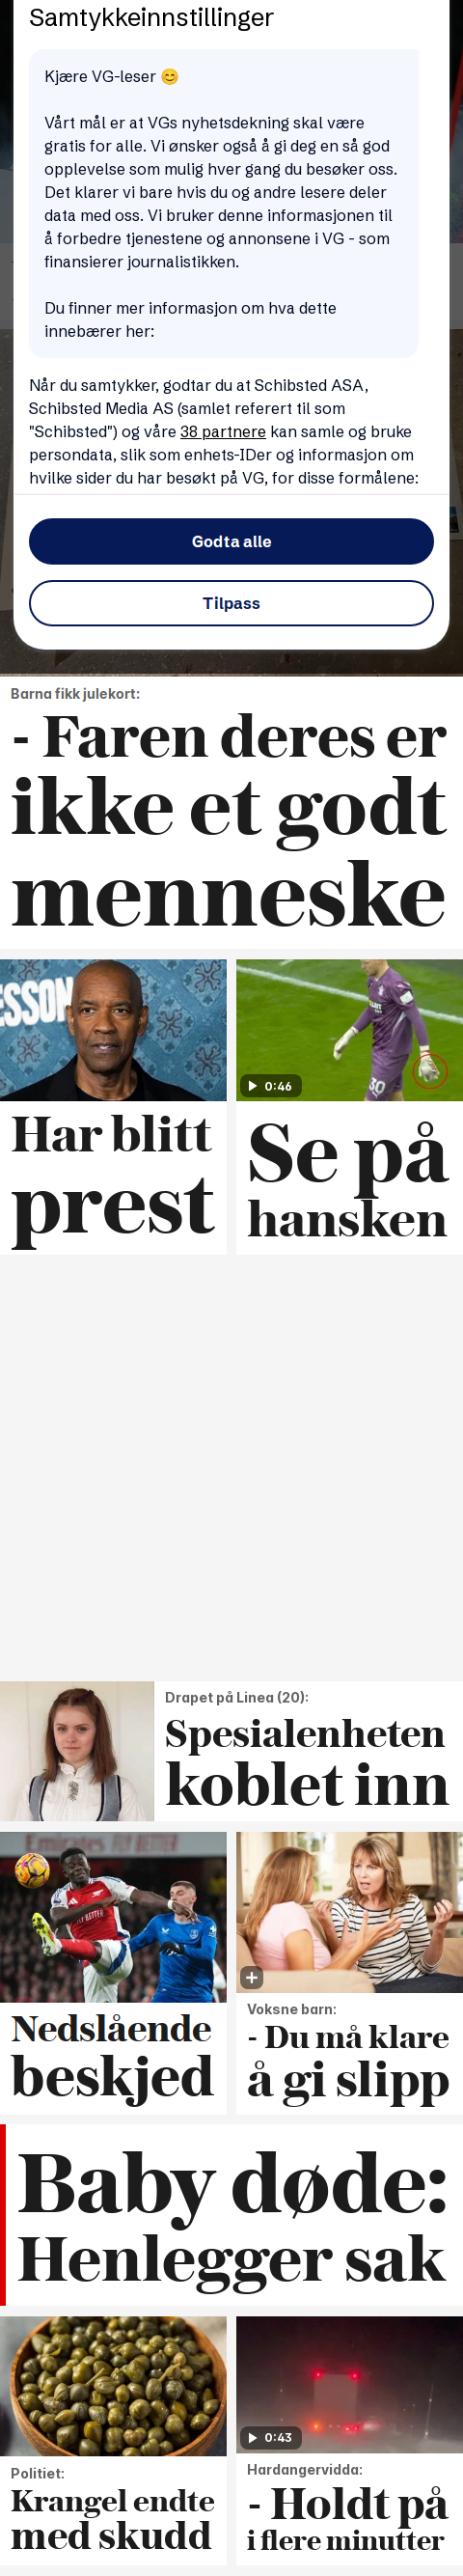 Samtykkeinnstillinger
Kjære VG-leser 😊
Vårt mål er at VGs nyhetsdekning skal være
gratis for alle. Vi ønsker også å gi deg en så god
opplevelse som mulig hver gang du besøker oss.
Det klarer vi bare hvis du og andre lesere deler
data med oss. Vi bruker denne informasjonen til
å forbedre tjenestene og annonsene i VG - som
finansierer journalistikken.
Du finner mer informasjon om hva dette
innebærer her:
Når du samtykker, godtar du at Schibsted ASA,
Schibsted Media AS (samlet referert til som
"Schibsted") og våre 38 partnere kan samle og bruke
persondata, slik som enhets-IDer og informasjon om
hvilke sider du har besøkt på VG, for disse formålene:
Godta alle
Tilpass
Barna fikk julekort:
- Faren deres er
ikke et godt
menneske
ESSON
Har blitt
prest
30
0:46
Se på
hansken
Drapet på Linea (20):
Spesialenheten
koblet inn
Emirates FLY BETTER
Nedslående
beskjed
Voksne barn:
- Du må klare
å gi slipp
Baby døde:
Henlegger sak
Politiet:
Krangel endte
med skudd
0:43
Hardangervidda:
- Holdt på
i flere minutter